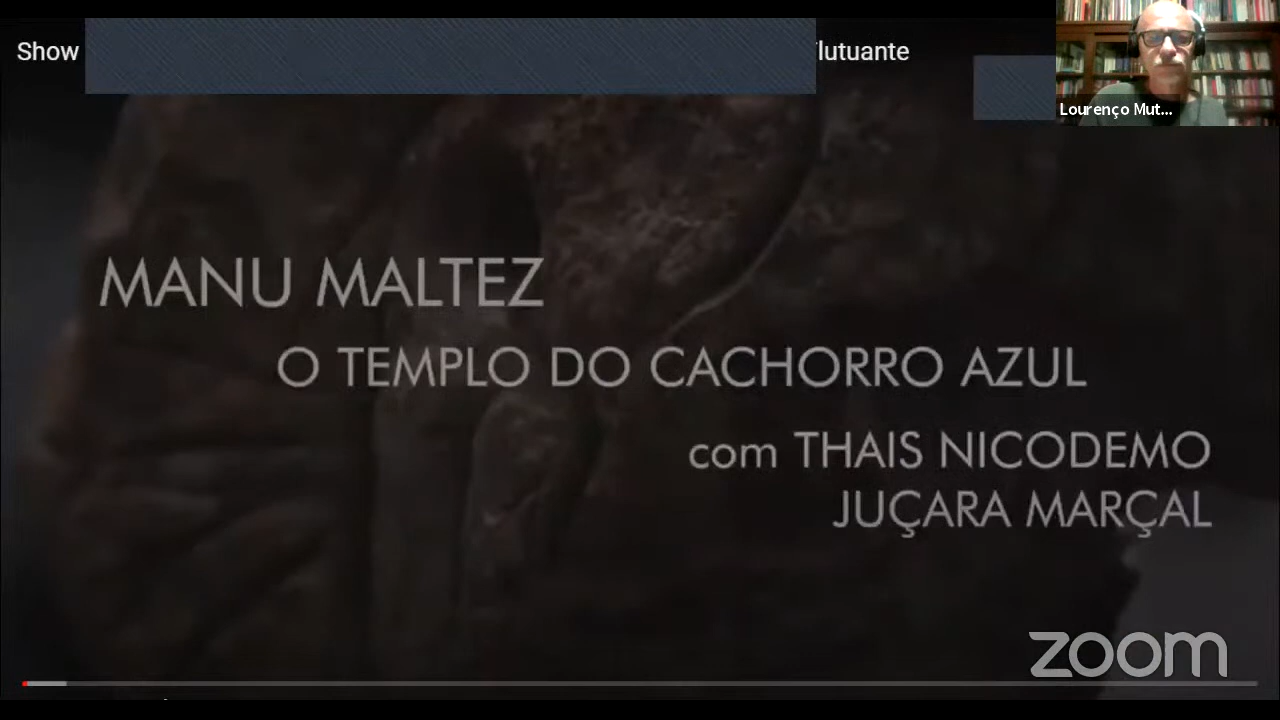 Show
lutuante
Lourenço Mut...
MANU MALTEZ
O TEMPLO DO CACHORRO AZUL
com THAIS NICODEMO
JUÇARA MARÇAL
zoom